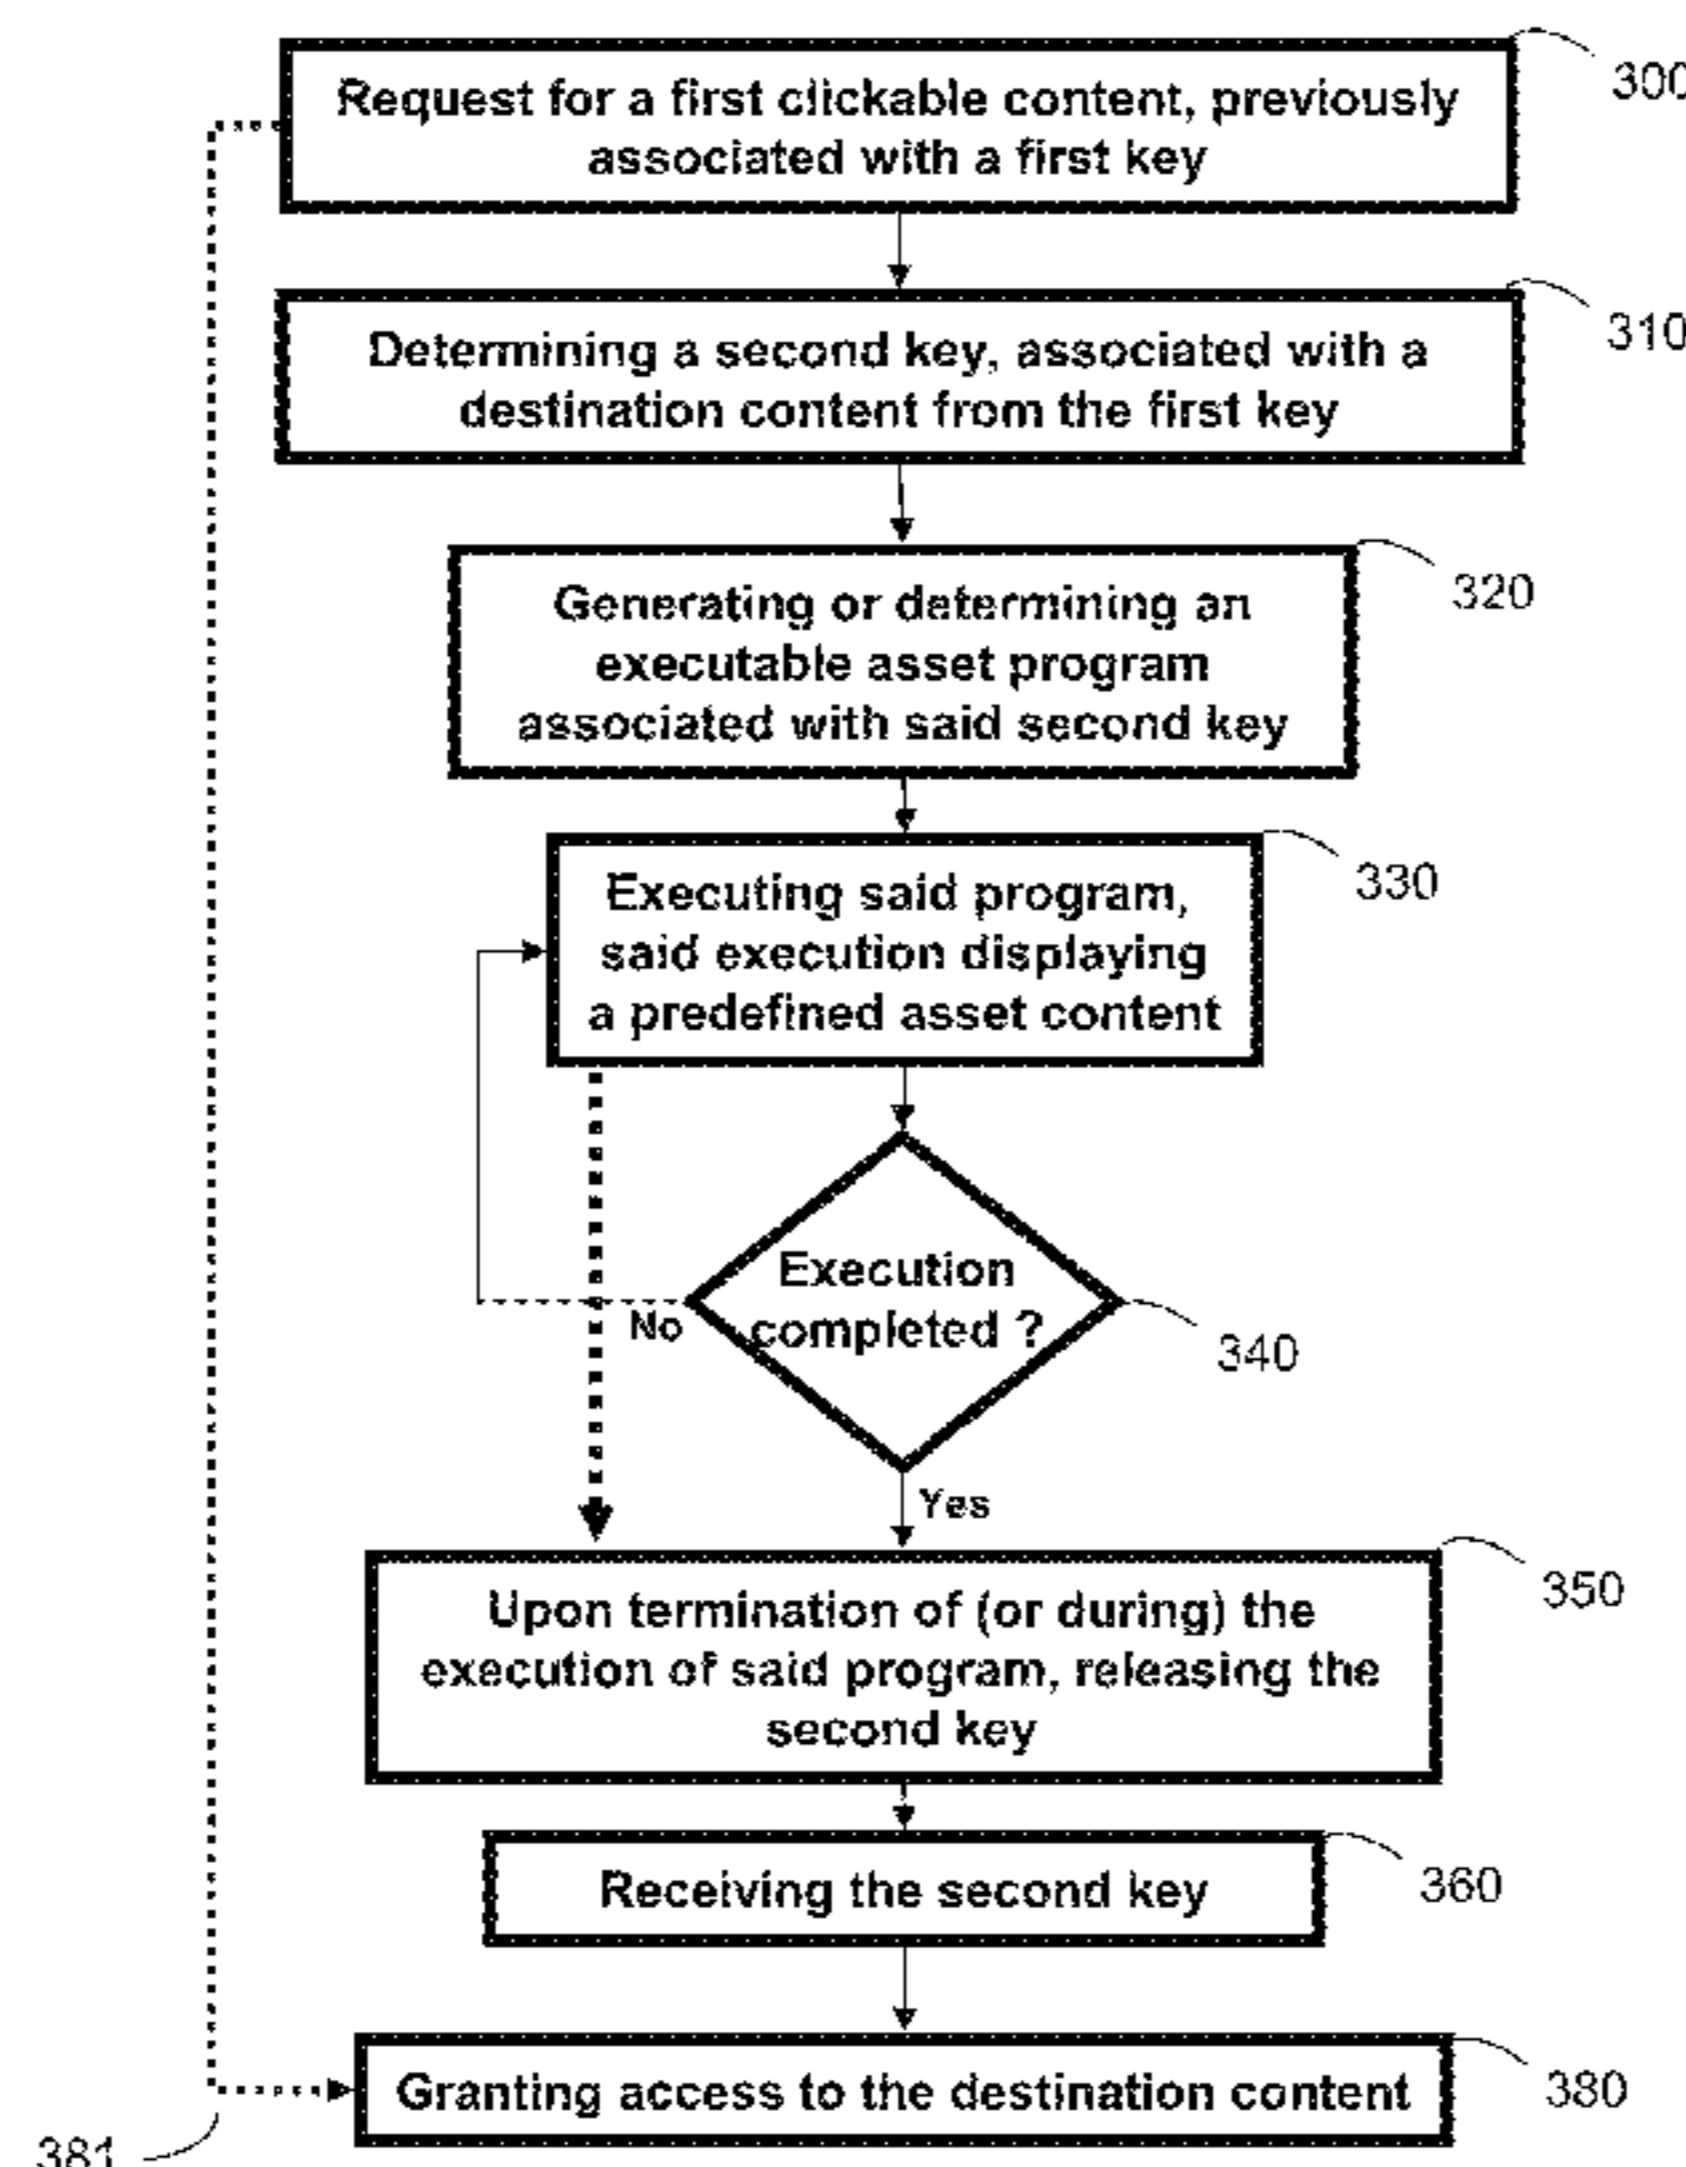 Request for a first clickable content, previously
associated with a first key
300
Determining a second key, associated with a
destination content from the first key
310
Generating or determining an
executable asset program
associated with said second key
320
Executing said program,
said execution displaying
a predefined asset content
330
Execution
completed ?
340
No
Yes
Upon termination of (or during) the
execution of said program, releasing the
second key
350
Receiving the second key
360
Granting access to the destination content
380
381